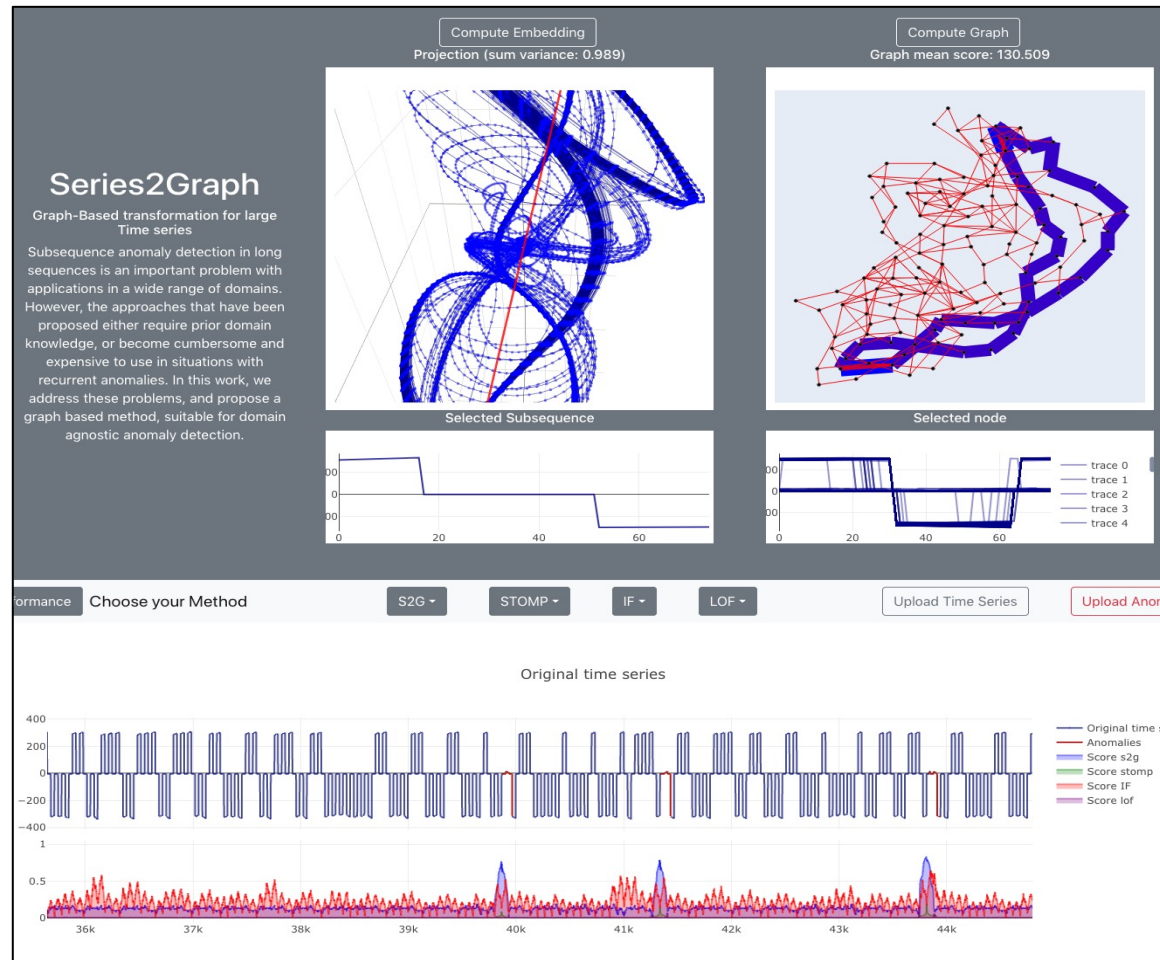 Compute Embedding
Projection (sum variance: 0.989)
Compute Graph
Graph mean score: 130.509
Series2Graph
Graph-Based transformation for large
Time series
Subsequence anomaly detection in long
sequences is an important problem with
applications in a wide range of domains.
However, the approaches that have been
proposed either require prior domain
knowledge, or become cumbersome and
expensive to use in situations with
recurrent anomalies. In this work, we
address these problems, and propose a
graph based method, suitable for domain
agnostic anomaly detection.
Selected Subsequence
00
0
00
0 20 40 60
Selected node
00
0
00
0 20 40 60
trace 0
trace 1
trace 2
trace 3
trace 4
formance Choose your Method S2G STOMP IF LOF Upload Time Series Upload Anor
Original time series
400
200
0
−200
−400
1
0.5
0
36k 37k 38k 39k 40k 41k 42k 43k 44k
Original time s
Anomalies
Score s2g
Score stomp
Score IF
Score lof